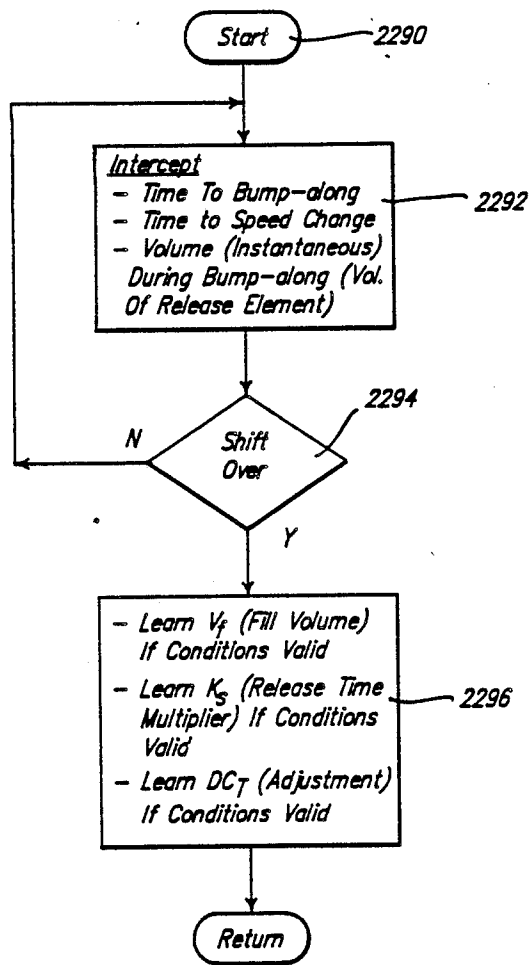 Start
2290
Intercept
- Time To Bump-along
- Time to Speed Change
- Volume (Instantaneous)
During Bump-along (Vol.
Of Release Element)
2292
Shift
Over
2294
N
Y
- Learn Vf (Fill Volume)
If Conditions Valid
- Learn Ks (Release Time
Multiplier) If Conditions
Valid
- Learn DCT (Adjustment)
If Conditions Valid
2296
Return